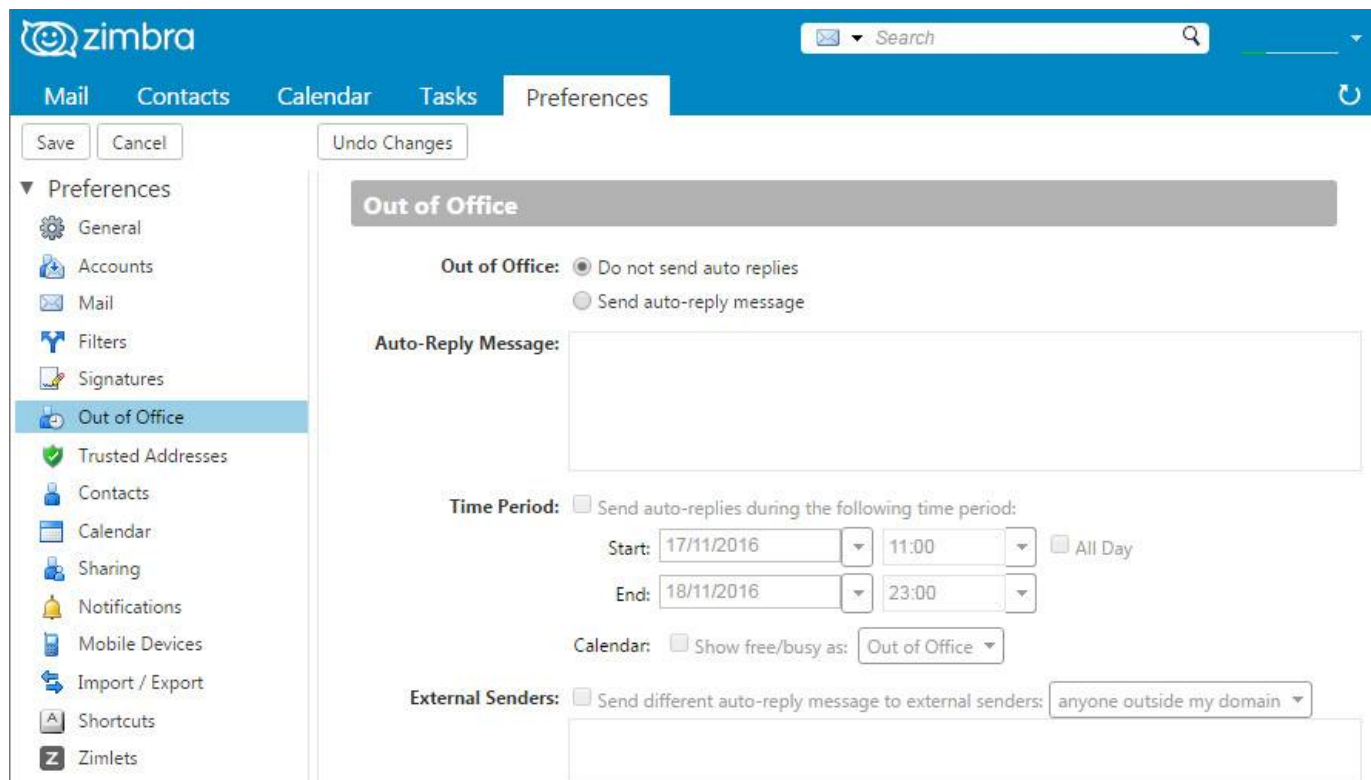 zimbra
Search
Mail Contacts Calendar Tasks Preferences
Save Cancel Undo Changes
Preferences
General
Accounts
Mail
Filters
Signatures
Out of Office
Trusted Addresses
Contacts
Calendar
Sharing
Notifications
Mobile Devices
Import / Export
A Shortcuts
Z Zimlets
Out of Office
Out of Office: Do not send auto replies
Send auto-reply message
Auto-Reply Message:
Time Period: Send auto-replies during the following time period:
Start: 17/11/2016 11:00 All Day
End: 18/11/2016 23:00
Calendar: Show free/busy as: Out of Office
External Senders: Send different auto-reply message to external senders: anyone outside my domain